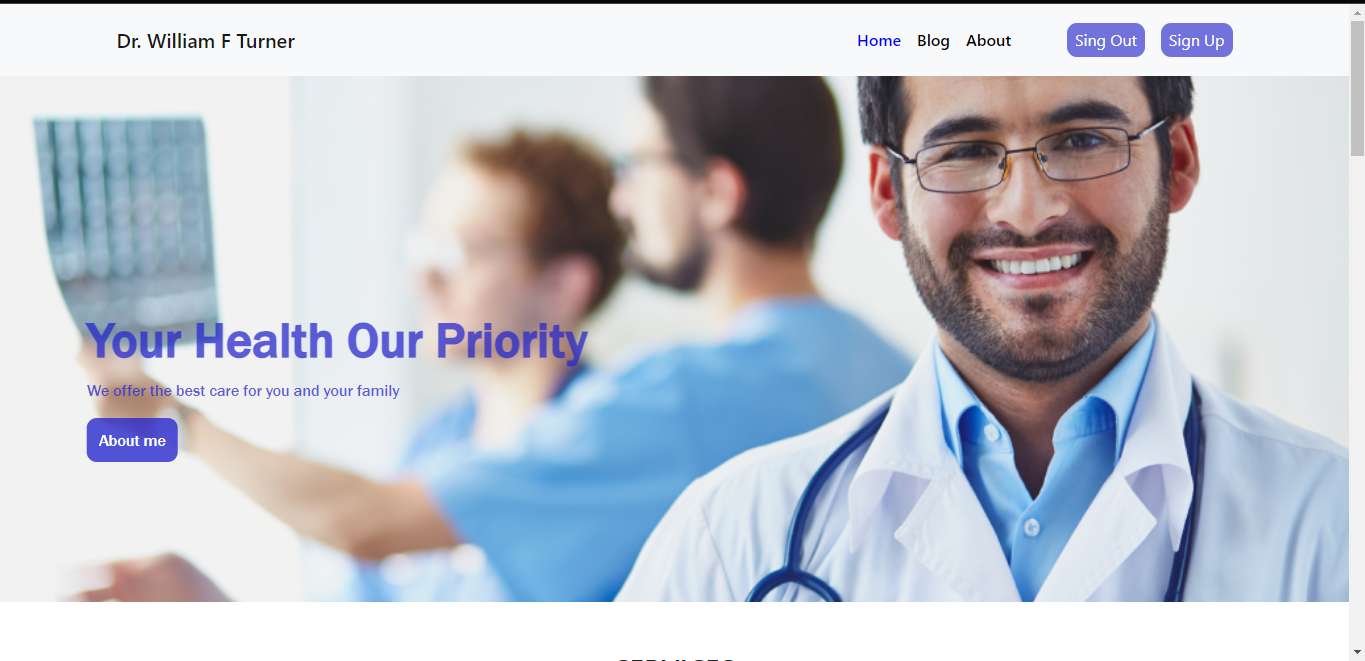 Dr. William F Turner
Home Blog About Sing Out Sign Up
Your Health Our Priority
We offer the best care for you and your family
About me